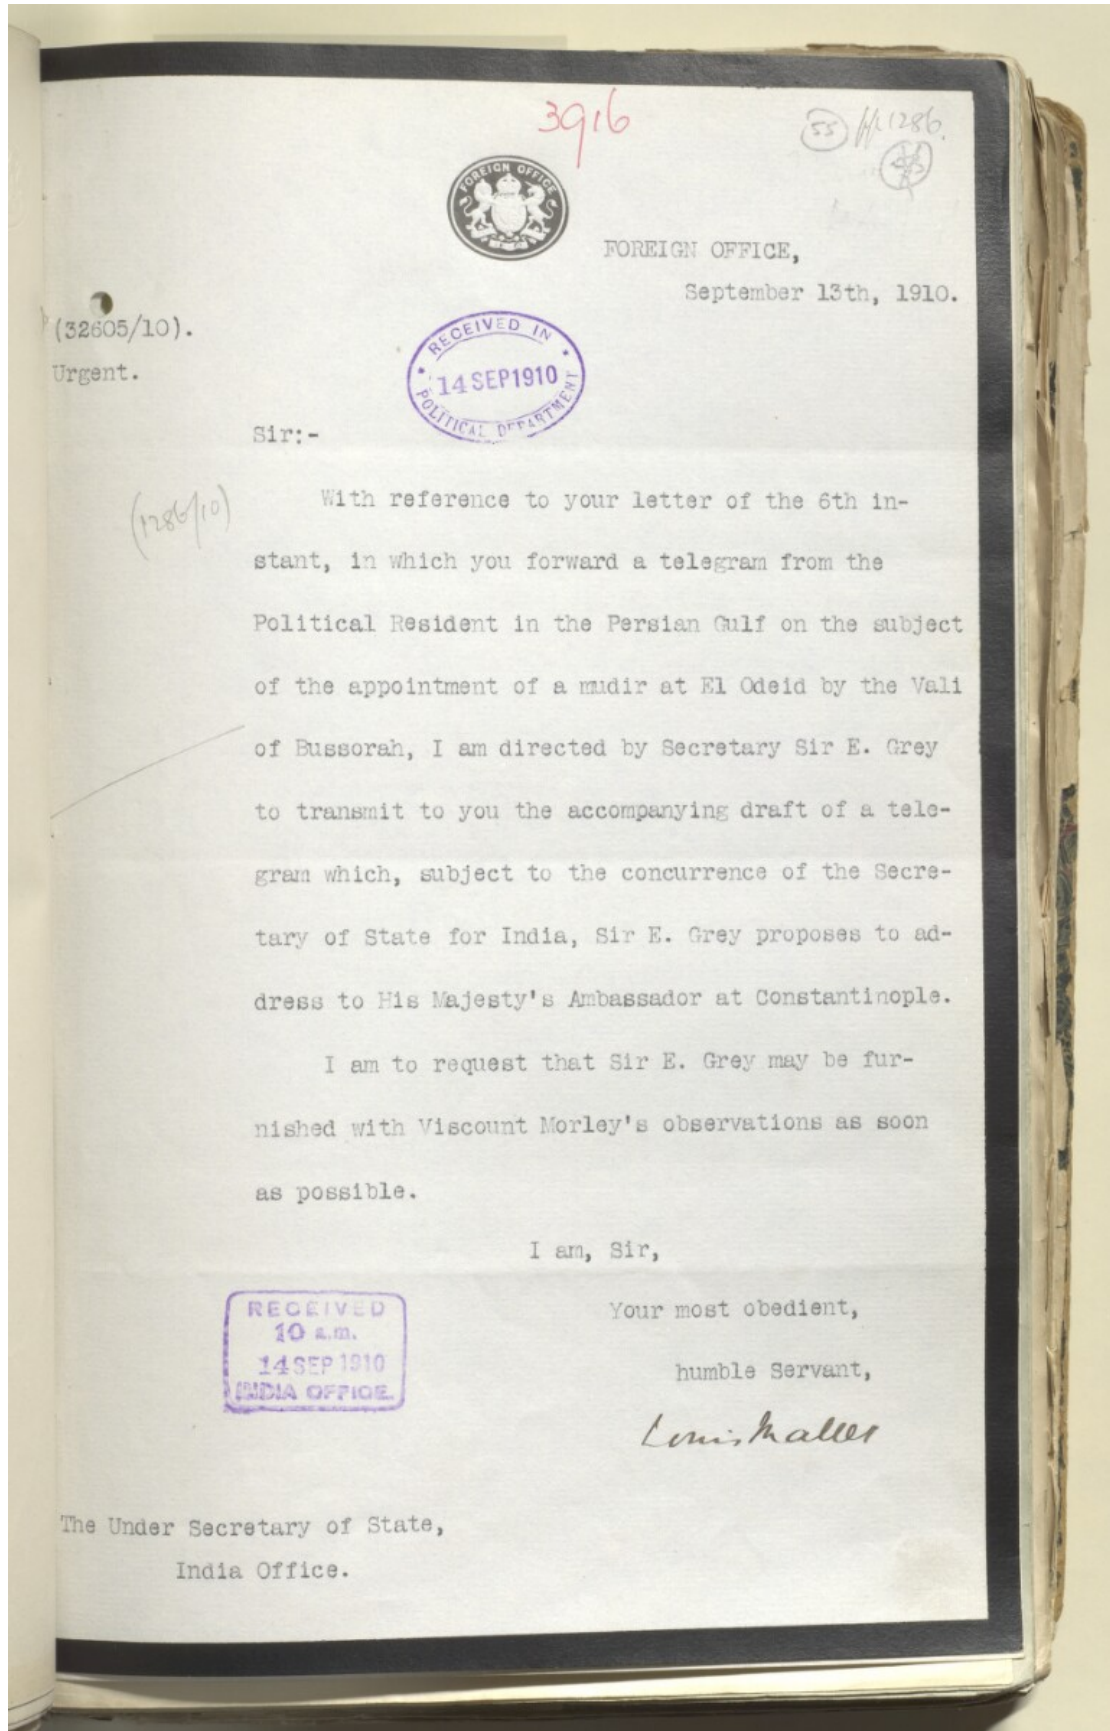 3916
55
1286.
FOREIGN OFFICE
FOREIGN OFFICE,
September 13th, 1910.
(32605/10).
Urgent.
RECEIVED IN
14 SEP 1910
POLITICAL DEPARTMENT
Sir:-
(1286/10)
With reference to your letter of the 6th in-
stant, in which you forward a telegram from the
Political Resident in the Persian Gulf on the subject
of the appointment of a mudir at El Odeid by the Vali
of Bussorah, I am directed by Secretary Sir E. Grey
to transmit to you the accompanying draft of a tele-
gram which, subject to the concurrence of the Secre-
tary of State for India, Sir E. Grey proposes to ad-
dress to His Majesty's Ambassador at Constantinople.
I am to request that Sir E. Grey may be fur-
nished with Viscount Morley's observations as soon
as possible.
I am, Sir,
Your most obedient,
humble Servant,
Louis Mallet
RECEIVED
10 a.m.
14 SEP 1910
INDIA OFFICE.
The Under Secretary of State,
India Office.